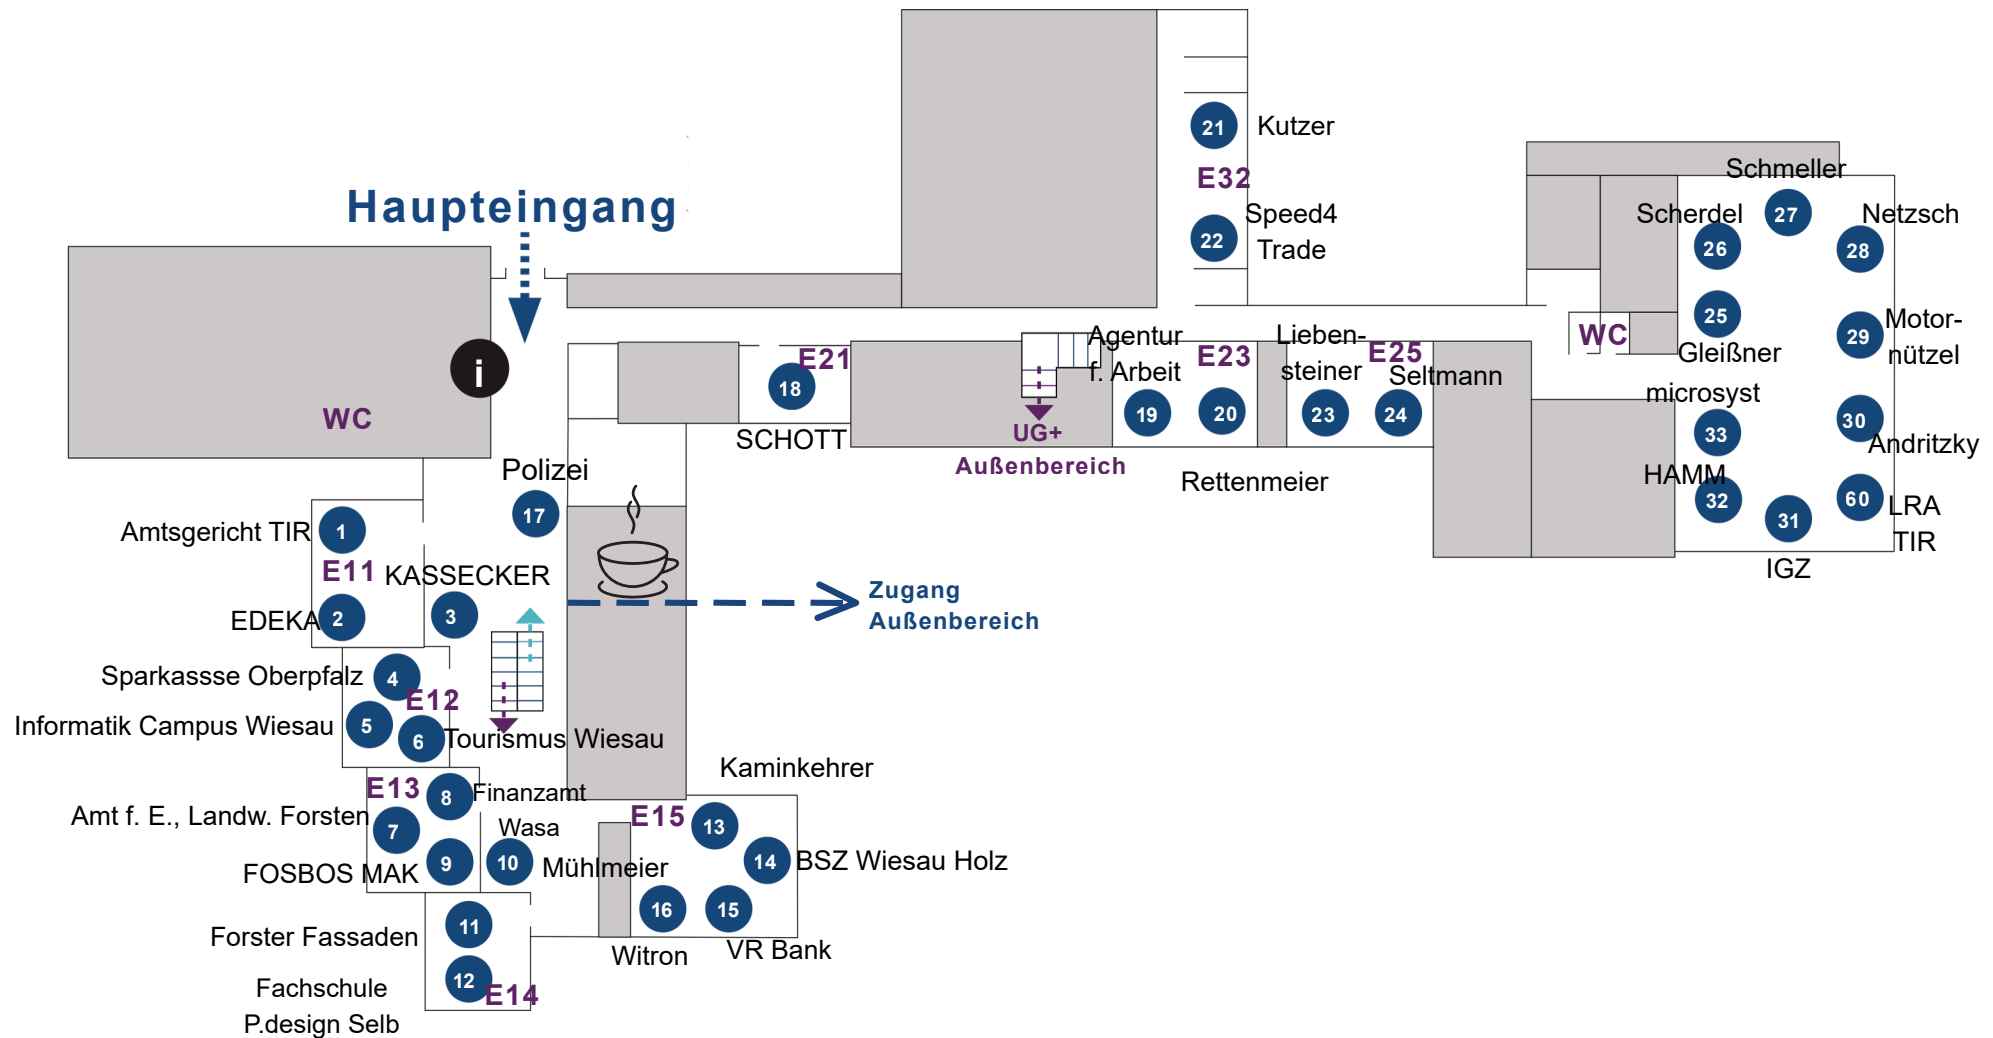 21
Kutzer
E32
Schmeller
Haupteingang
Speed4
Scherdel
27
Netzsch
22
Trade
26
28
25
Motor-
Agentur
Lieben-
WC
29
i
E21
f. Arbeit
E23
steiner
E25
Gleißner
nützel
18
Seltmann
microsyst
WC
19
20
23
24
33
30
SCHOTT
UG+
Andritzky
Polizei
Außenbereich
HAMM
Rettenmeier
32
60
LRA
17
31
TIR
Amtsgericht TIR
1
IGZ
E11
KASSECKER
Zugang
EDEKA
2
3
Außenbereich
Sparkassse Oberpfalz
4
E12
Informatik Campus Wiesau
5
6
Tourismus Wiesau
Kaminkehrer
E13
8
Finanzamt
E15
13
Amt f. E., Landw. Forsten
7
Wasa
FOSBOS MAK
9
10
Mühlmeier
14
BSZ Wiesau Holz
16
15
Forster Fassaden
11
Witron
VR Bank
Fachschule
12
E14
P.design Selb